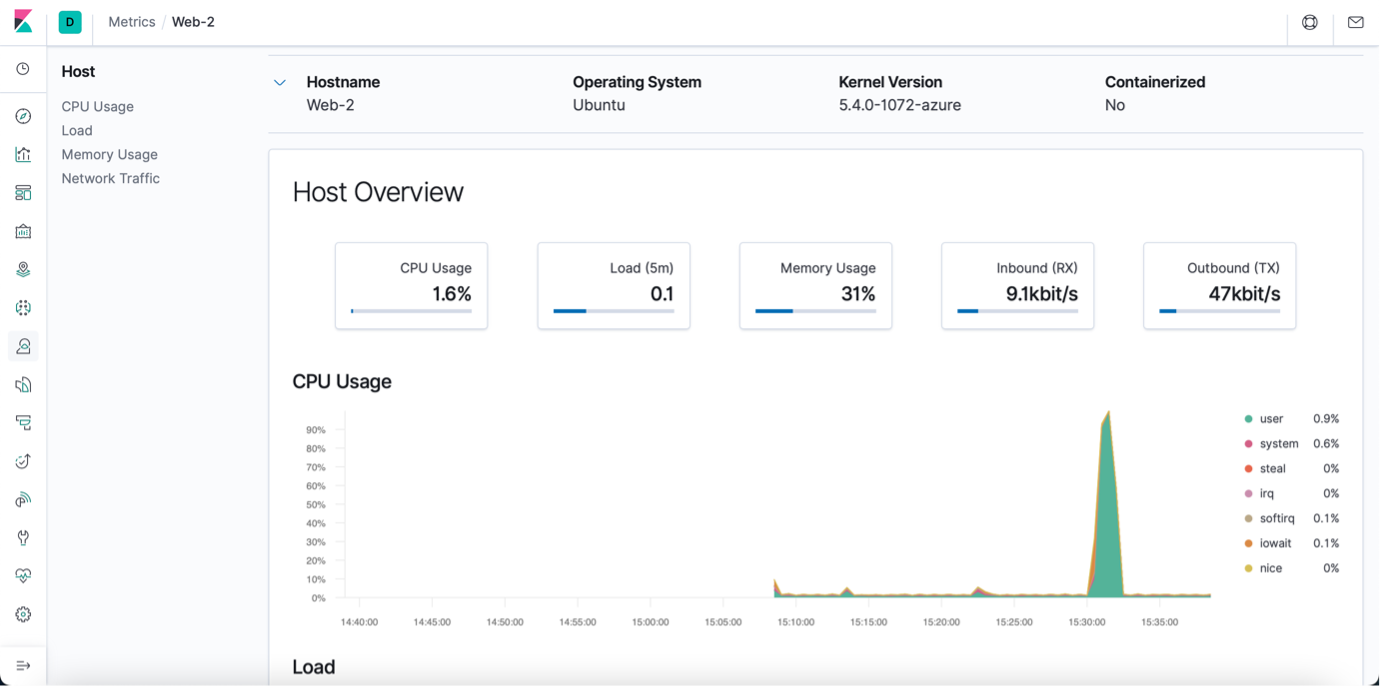 D Metrics / Web-2
Host
CPU Usage
Load
Memory Usage
Network Traffic
Hostname Operating System Kernel Version Containerized
Web-2 Ubuntu 5.4.0-1072-azure No
Host Overview
CPU Usage Load (5m) Memory Usage Inbound (RX) Outbound (TX)
1.6% 0.1 31% 9.1kbit/s 47kbit/s
CPU Usage
90%
80%
70%
60%
50%
40%
30%
20%
10%
0%
14:40:00 14:45:00 14:50:00 14:55:00 15:00:00 15:05:00 15:10:00 15:15:00 15:20:00 15:25:00 15:30:00 15:35:00
user 0.9%
system 0.6%
steal 0%
irq 0%
softirq 0.1%
iowait 0.1%
nice 0%
Load